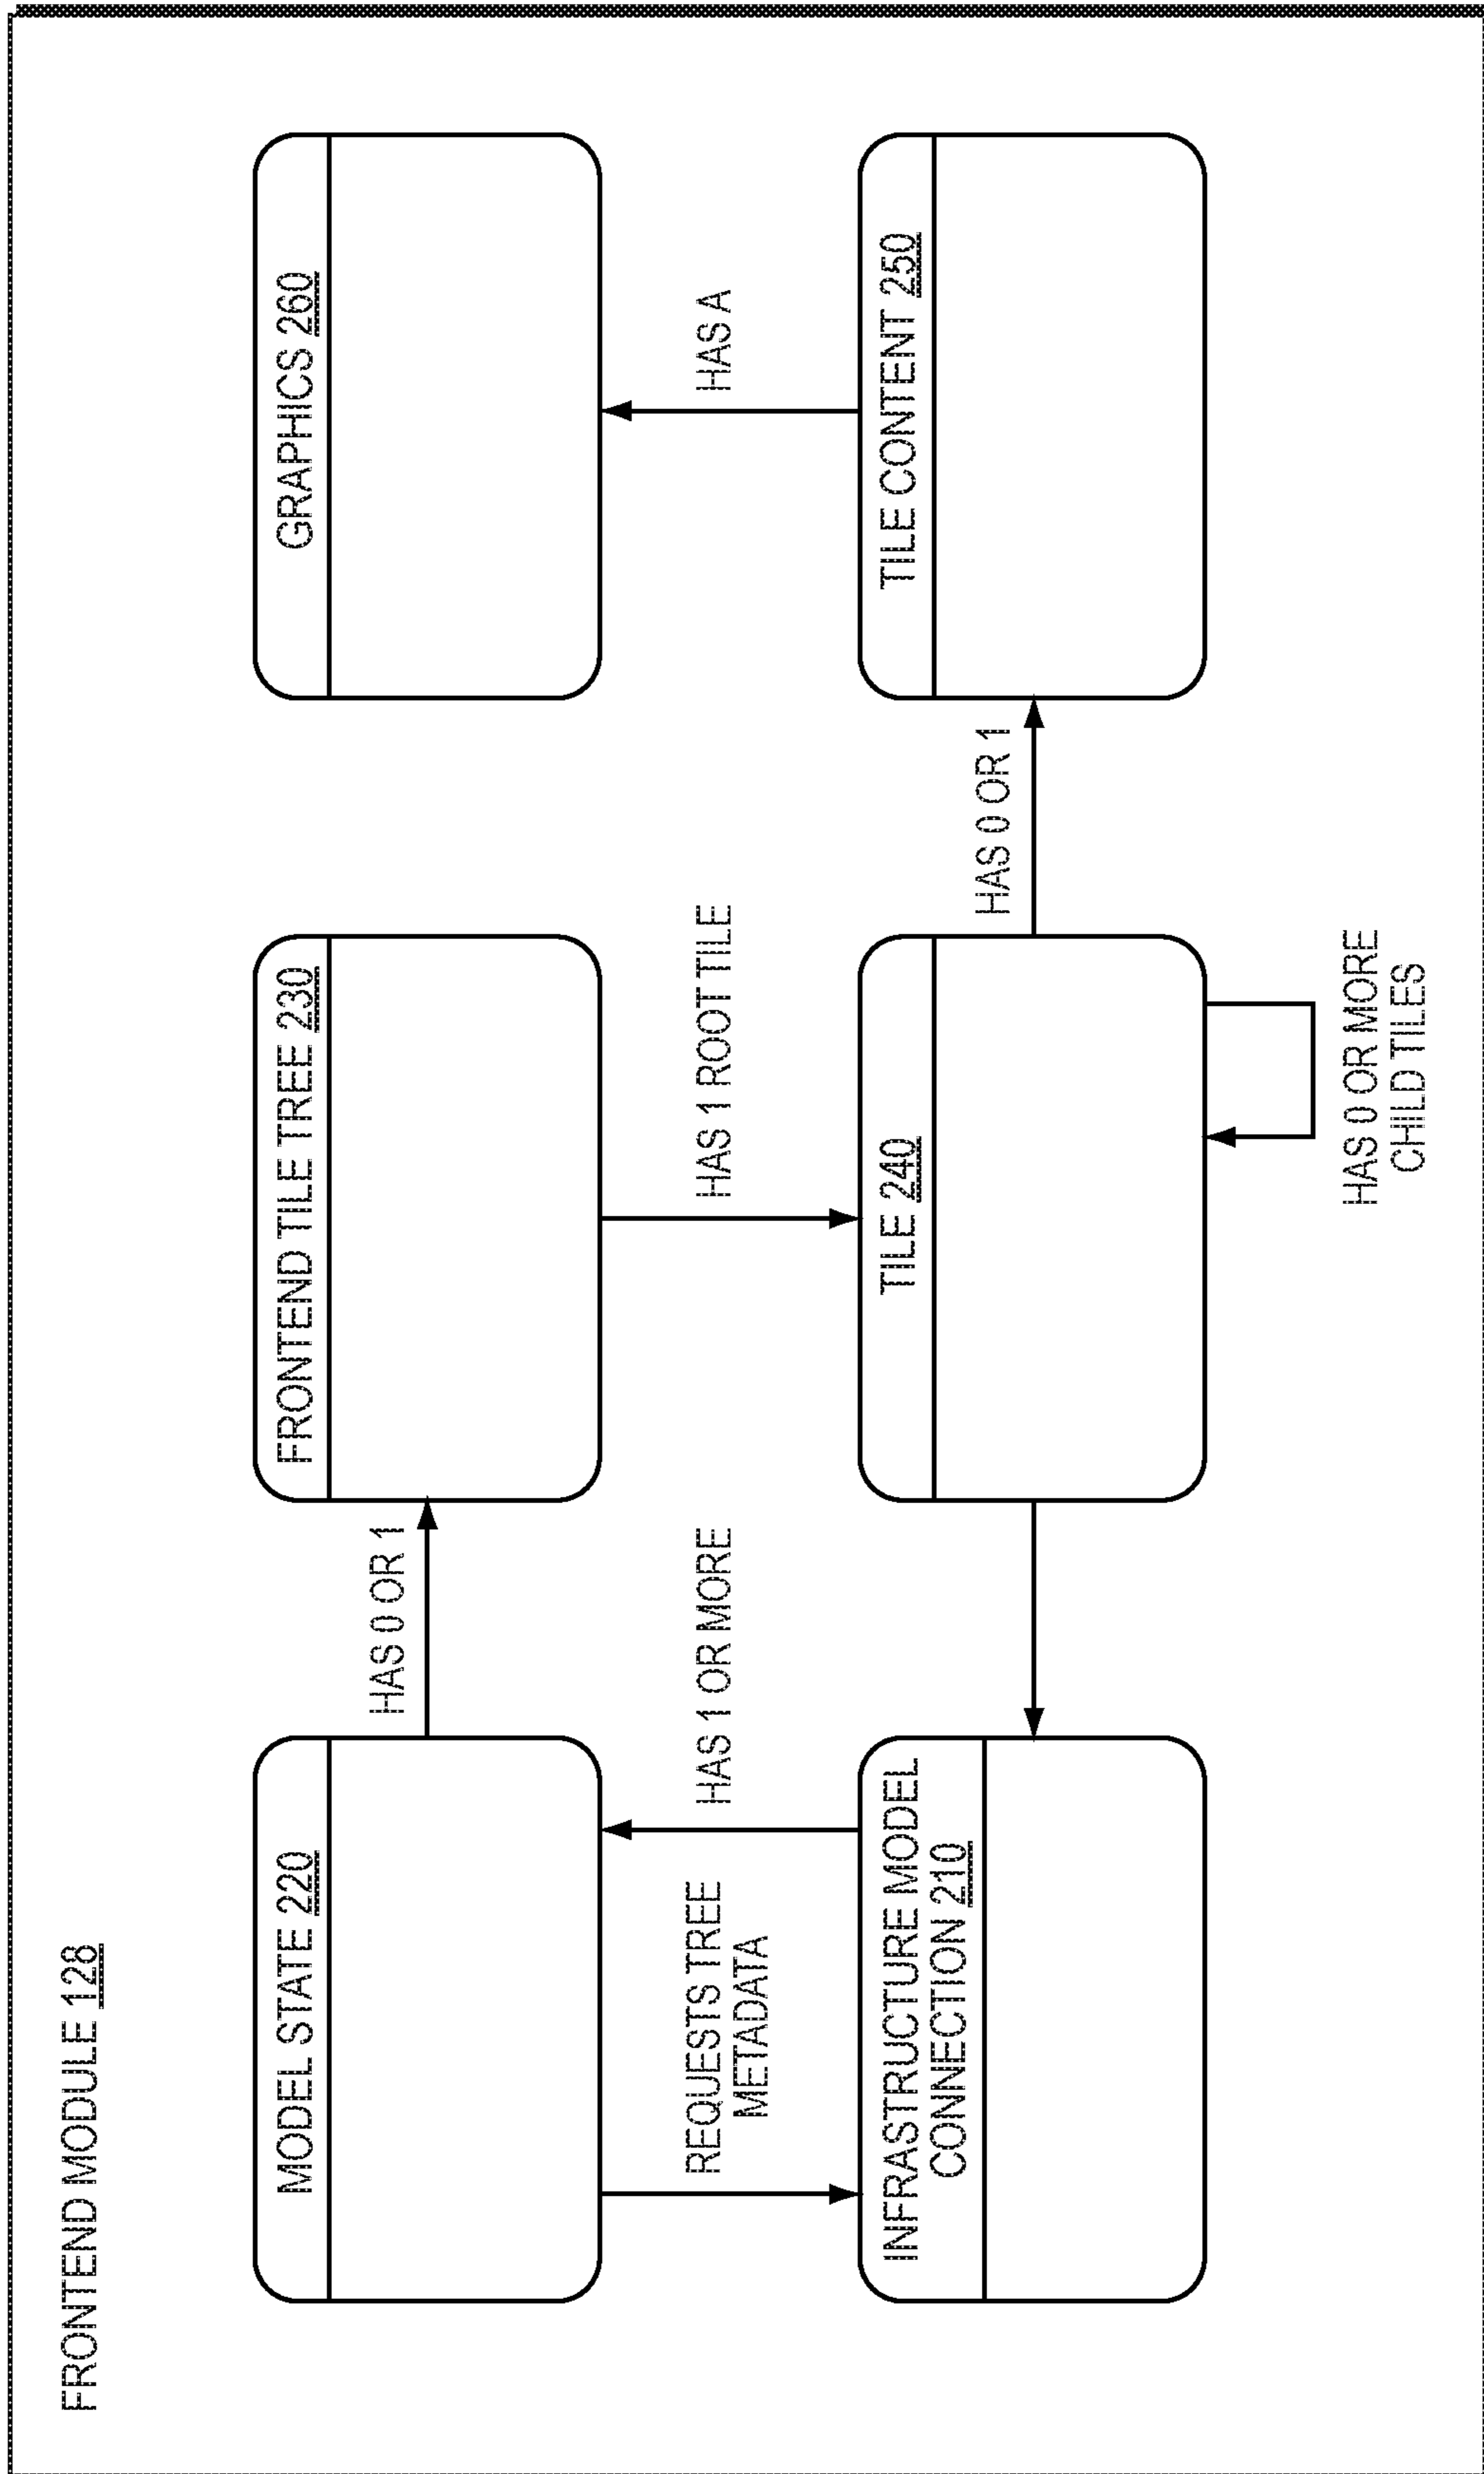 FRONTEND MODULE 128
MODEL STATE 220
HAS 0 OR 1
FRONTEND TILE TREE 230
GRAPHICS 260
REQUESTS TREE
METADATA
HAS 1 OR MORE
HAS 1 ROOT TILE
HAS A
INFRASTRUCTURE MODEL
CONNECTION 210
TILE 240
HAS 0 OR 1
TILE CONTENT 250
HAS 0 OR MORE
CHILD TILES